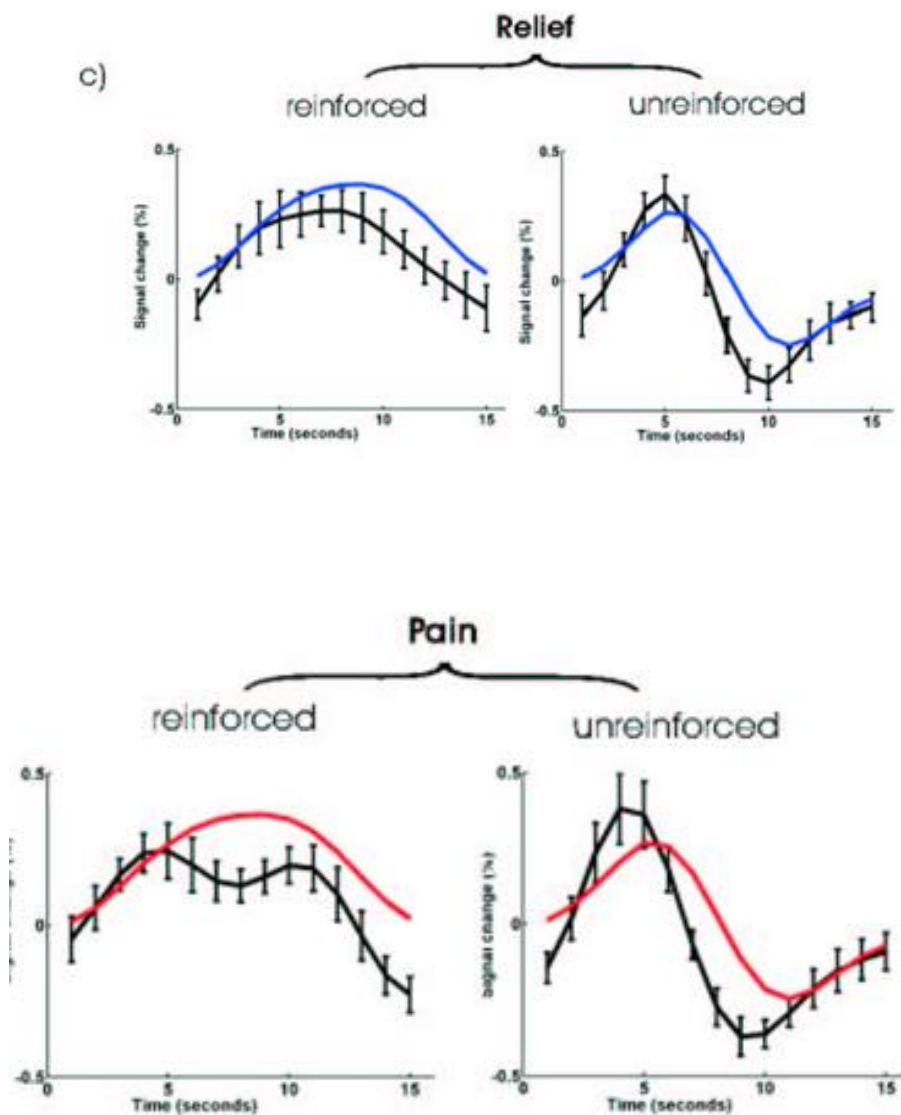 Relief
c)
reinforced
unreinforced
0.5
0
-0.5
Signal change (%)
0
5
10
15
Time (seconds)
0.5
0
-0.5
Signal change (%)
0
5
10
15
Time (seconds)
Pain
reinforced
unreinforced
0.5
0
-0.5
0
5
10
15
Time (seconds)
0.5
0
-0.5
Signal change (%)
0
5
10
15
Time (seconds)